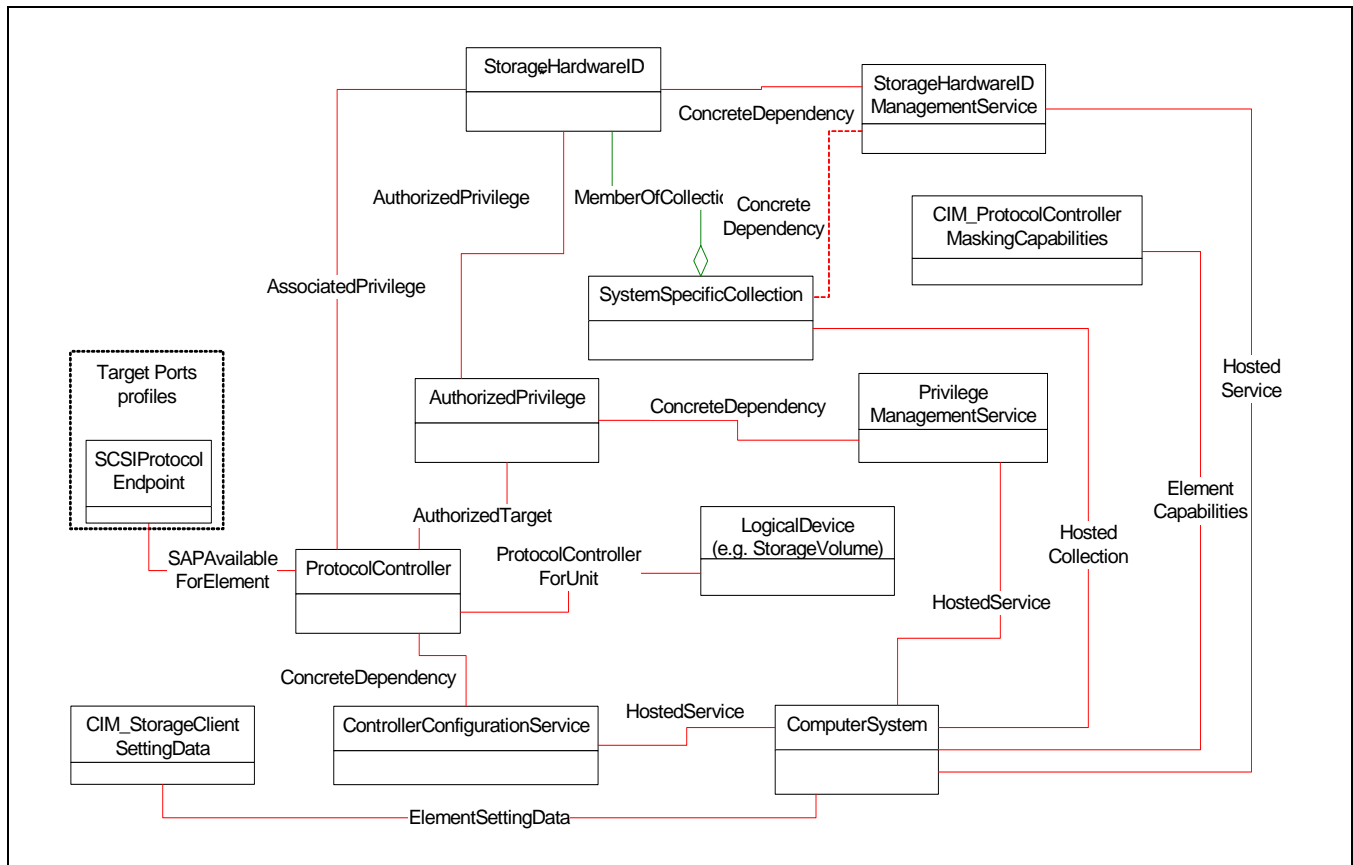 StorageHardwareID
StorageHardwareID
ManagementService
ConcreteDependency
AuthorizedPrivilege
MemberOfCollectic
Concrete
Dependency
CIM_ProtocolController
MaskingCapabilities
AssociatedPrivilege
SystemSpecificCollection
Target Ports
profiles
Hosted
Service
AuthorizedPrivilege
ConcreteDependency
Privilege
ManagementService
SCSIProtocol
Endpoint
Element
Capabilities
AuthorizedTarget
LogicalDevice
(e.g. StorageVolume)
Hosted
Collection
SAPAvailable
ForElement
ProtocolController
ProtocolController
ForUnit
HostedService
ConcreteDependency
CIM_StorageClient
SettingData
ControllerConfigurationService
HostedService
ComputerSystem
ElementSettingData